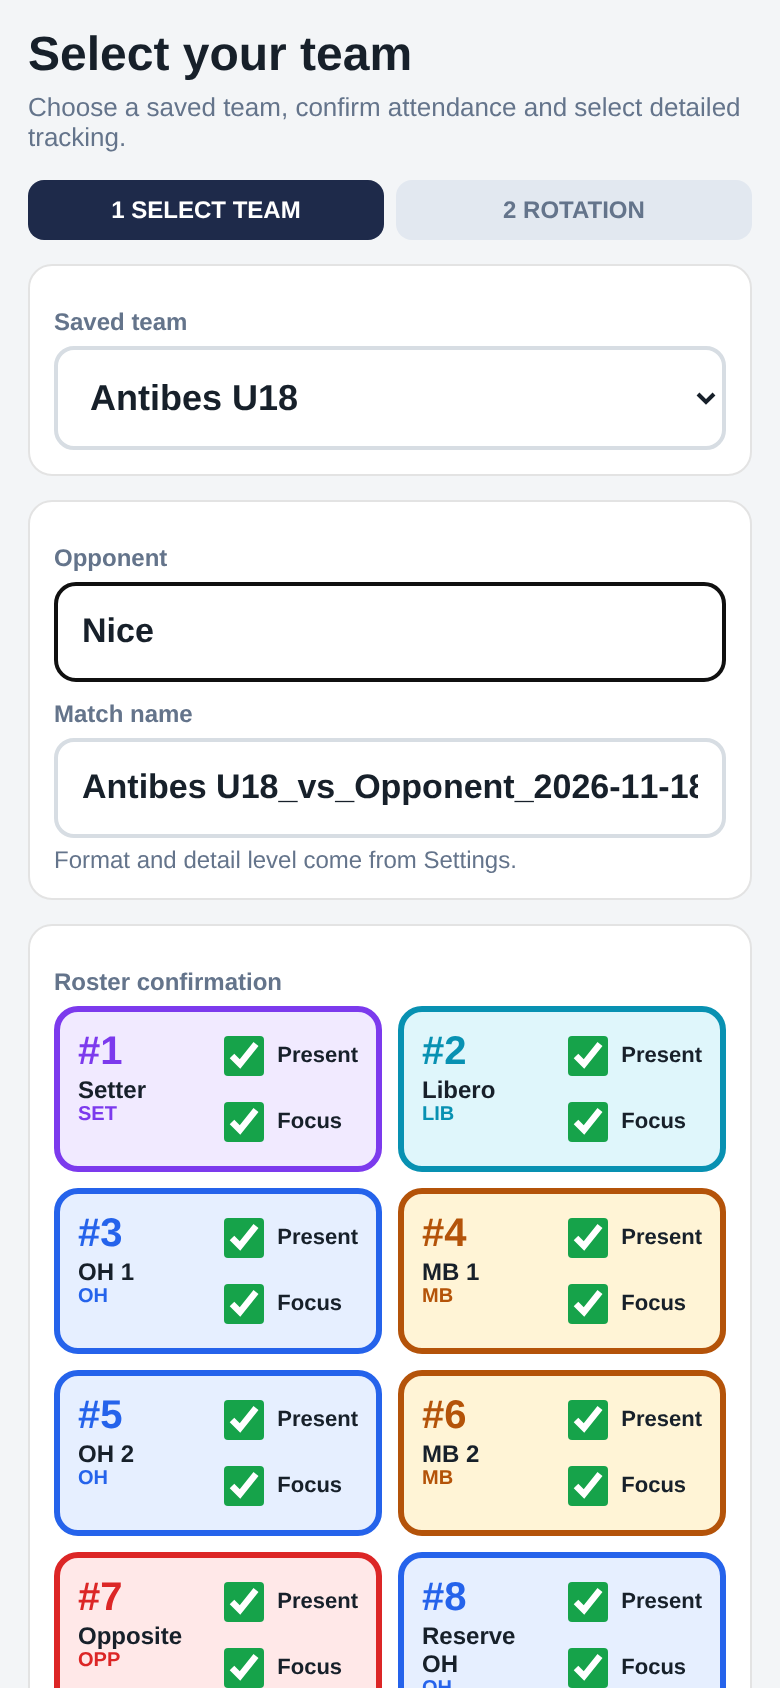 Select your team
Choose a saved team, confirm attendance and select detailed
tracking.
1 SELECT TEAM
2 ROTATION
Saved team
Antibes U18
Opponent
Nice
Match name
Antibes U18_vs_Opponent_2026-11-18
Format and detail level come from Settings.
Roster confirmation
#1
Setter
SET
Present
Focus
#2
Libero
LIB
Present
Focus
#3
OH 1
OH
Present
Focus
#4
MB 1
MB
Present
Focus
#5
OH 2
OH
Present
Focus
#6
MB 2
MB
Present
Focus
#7
Opposite
OPP
Present
Focus
#8
Reserve
OH
OH
Present
Focus